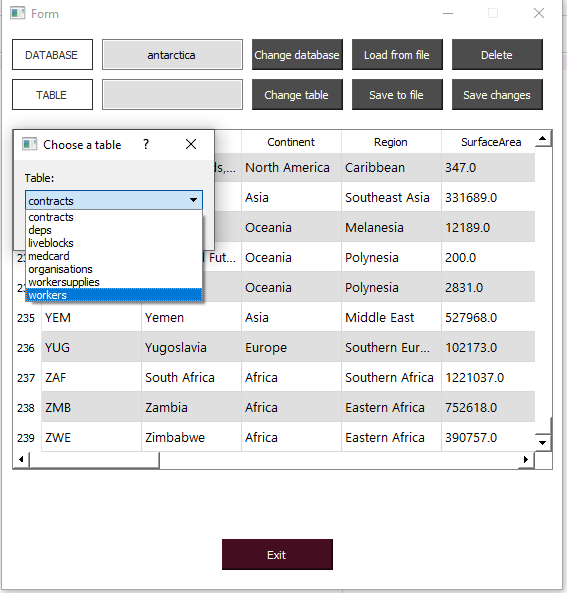 Form
DATABASE antarctica Change database Load from file Delete
TABLE Change table Save to file Save changes
Choose a table ?
Table:
contracts
contracts
deps
liveblocks
medcard
organisations
workersupplies
workers
Continent Region SurfaceArea
ds,... North America Caribbean 347.0
Asia Southeast Asia 331689.0
Oceania Melanesia 12189.0
Fut... Oceania Polynesia 200.0
Oceania Polynesia 2831.0
235 YEM Yemen Asia Middle East 527968.0
236 YUG Yugoslavia Europe Southern Eur... 102173.0
237 ZAF South Africa Africa Southern Africa 1221037.0
238 ZMB Zambia Africa Eastern Africa 752618.0
239 ZWE Zimbabwe Africa Eastern Africa 390757.0
Exit